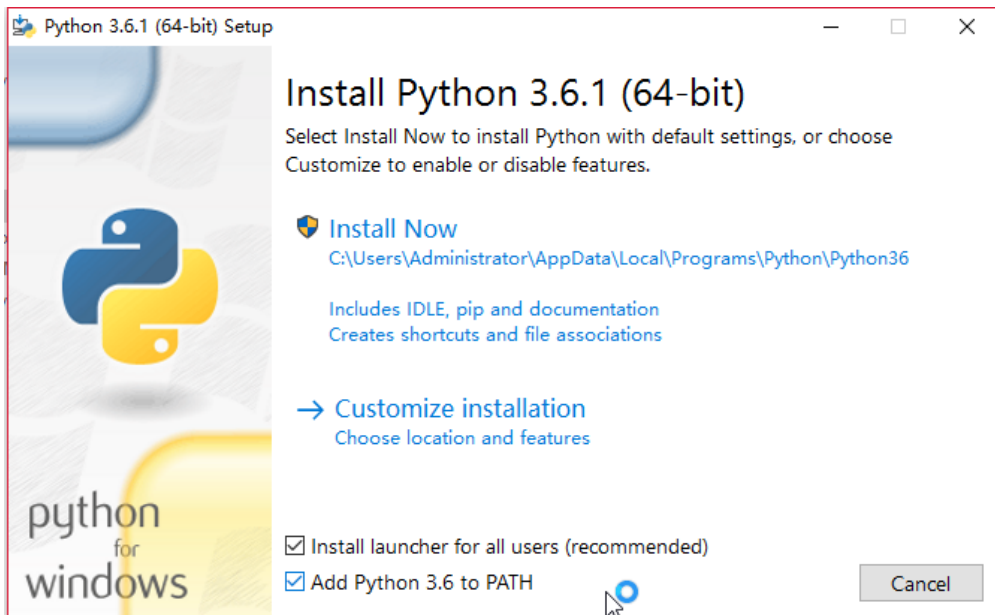 Python 3.6.1 (64-bit) Setup
Install Python 3.6.1 (64-bit)
Select Install Now to install Python with default settings, or choose
Customize to enable or disable features.
Install Now
C:\Users\Administrator\AppData\Local\Programs\Python\Python36
Includes IDLE, pip and documentation
Creates shortcuts and file associations
Customize installation
Choose location and features
python
for
windows
Install launcher for all users (recommended)
Add Python 3.6 to PATH
Cancel